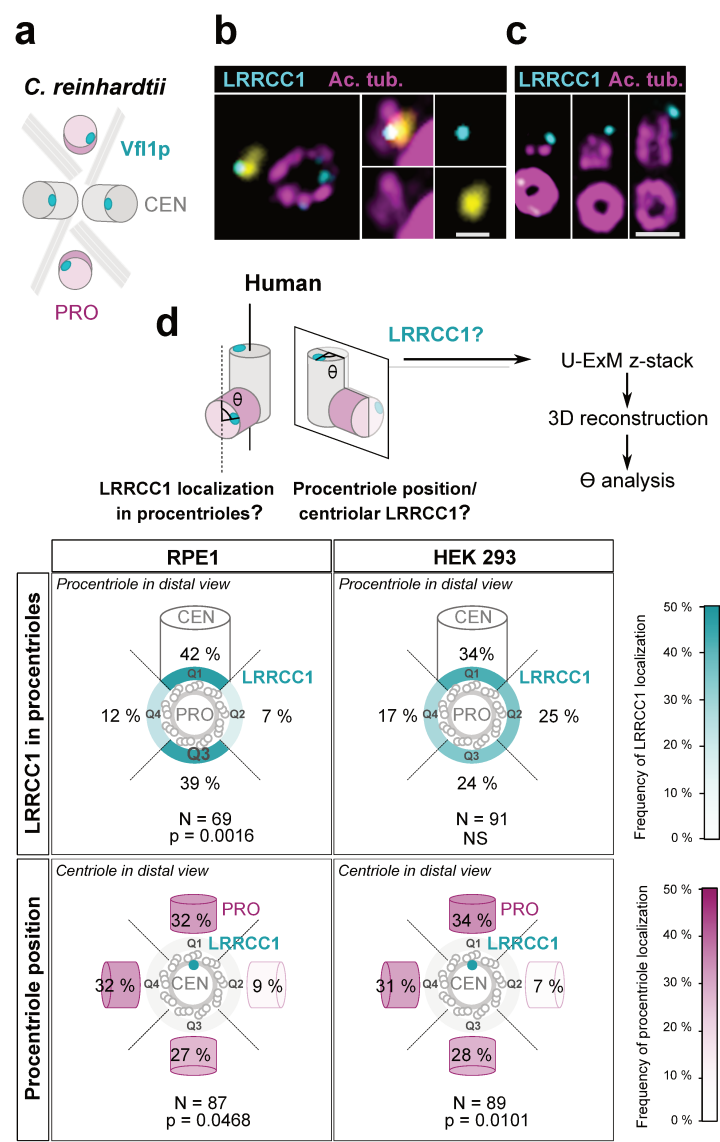 a
C. reinhardtii
Vfl1p
CEN
PRO
b
LRRCC1 Ac. tub.
c
LRRCC1 Ac. tub.
d
Human
θ
θ
LRRCC1?
U-ExM z-stack
3D reconstruction
θ analysis
LRRCC1 localization
in procentrioles?
Procentriole position/
centriolar LRRCC1?
RPE1
HEK 293
LRRCC1 in procentrioles
Procentriole in distal view
CEN
42 %
LRRCC1
Q1
12 %
Q4
PRO
Q2
7 %
Q3
39 %
N = 69
p = 0.0016
Procentriole in distal view
CEN
34%
LRRCC1
Q1
17 %
Q4
PRO
Q2
25 %
Q3
24 %
N = 91
NS
Frequency of LRRCC1 localization
50 %
40 %
30 %
20 %
10 %
0 %
Procentriole position
Centriole in distal view
32 %
PRO
Q1
LRRCC1
32 %
Q4
CEN
Q2
9 %
Q3
27 %
N = 87
p = 0.0468
Centriole in distal view
34 %
PRO
Q1
LRRCC1
31 %
Q4
CEN
Q2
7 %
Q3
28 %
N = 89
p = 0.0101
Frequency of procentriole localization
50 %
40 %
30 %
20 %
10 %
0 %